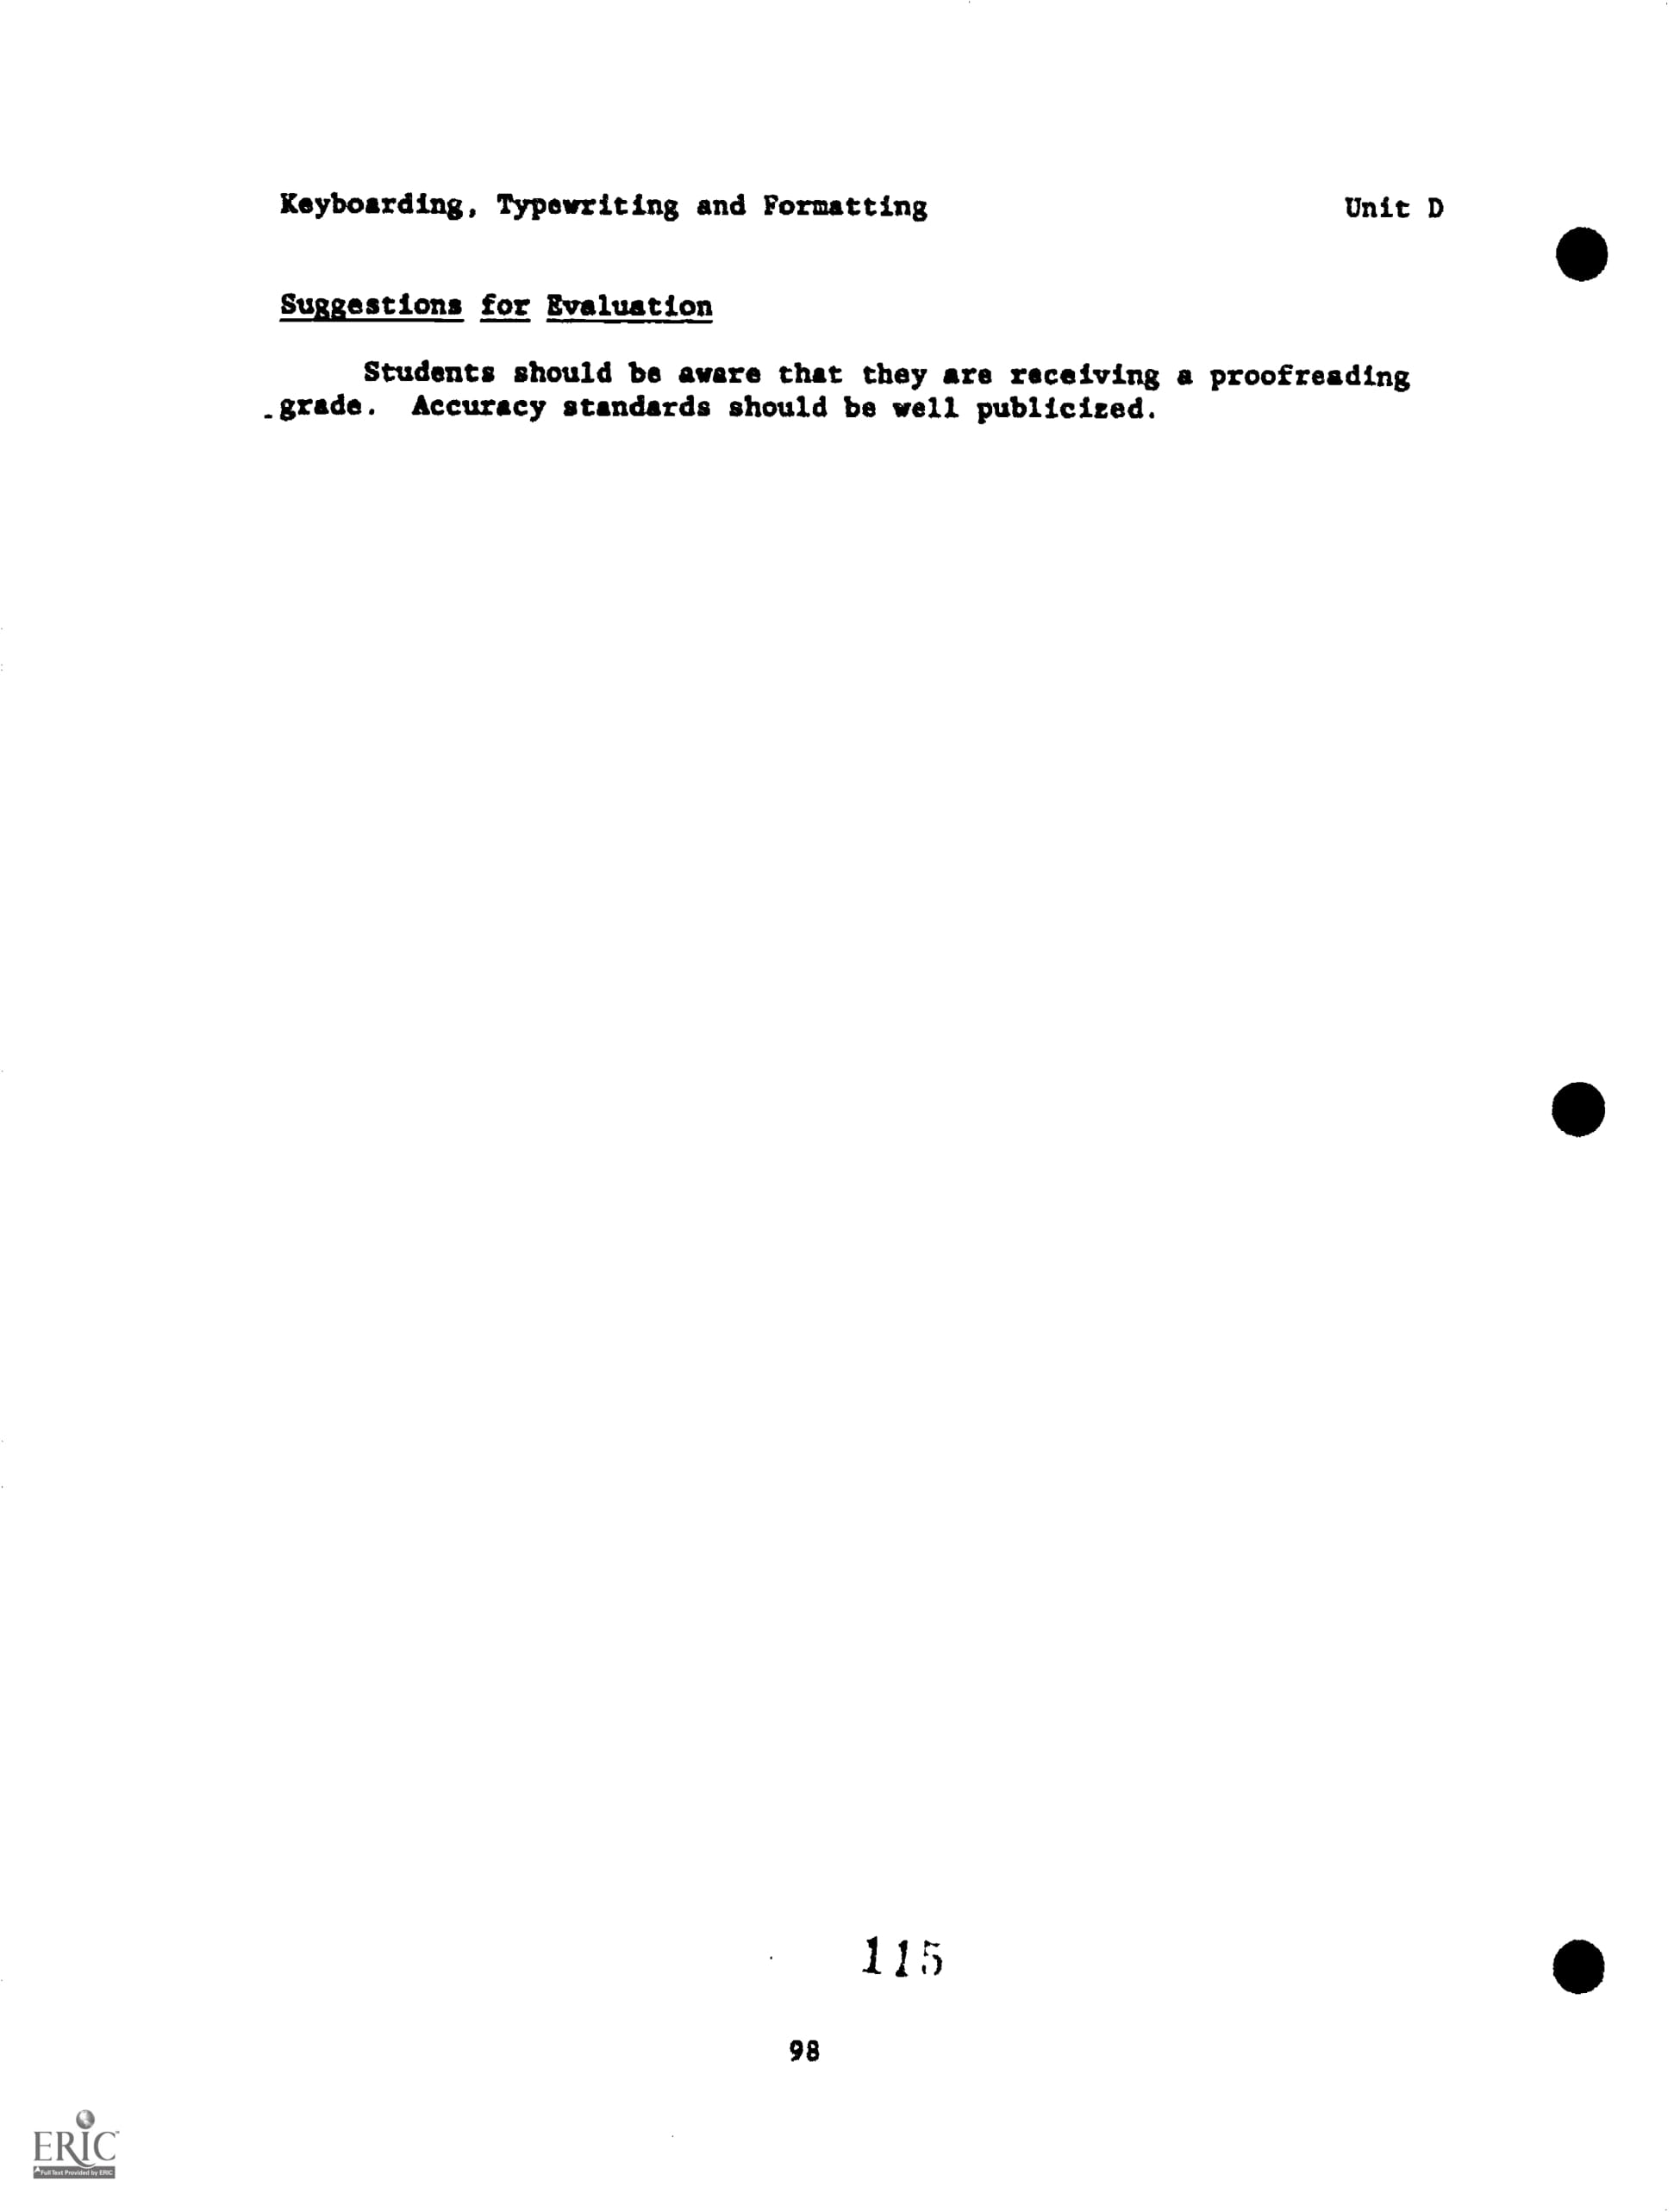 Keyboarding, Typewriting and Formatting Unit D
Suggestions for Evaluation
Students should be aware that they are receiving a proofreading
grade. Accuracy standards should be well publicized.
115
98
ERIC
Full Text Provided by ERIC